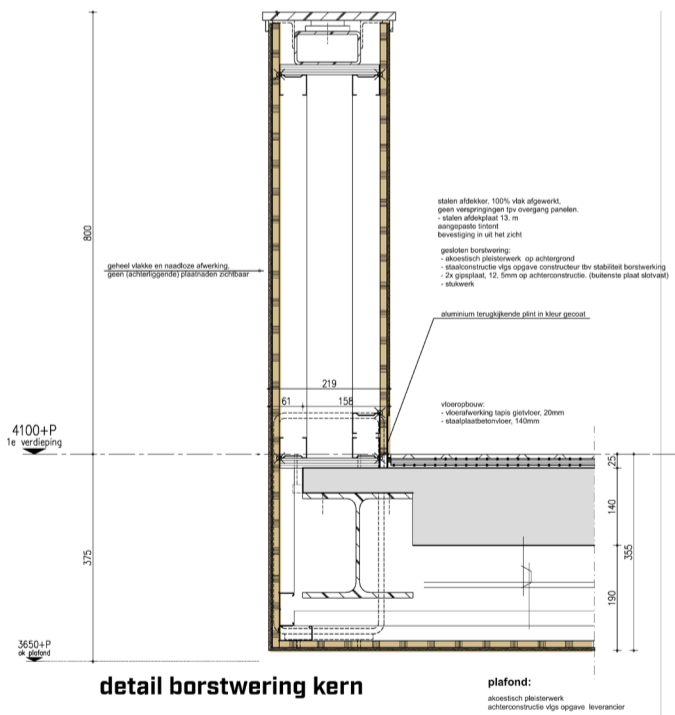 stalen afdekker, 100% vlak afgewerkt,
geen verspringingen tpv overgang panelen.
- stalen afdekplaat 13. m
aangepaste tintent
bevestiging in uit het zicht
800
gesloten borstwering:
- akoestisch pleisterwerk op achtergrond
- staalconstructie vlgs opgave constructeur tbv stabiliteit borstwerking
- 2x gipsplaat, 12, 5mm op achterconstructie. (buitenste plaat slotvast)
- stukwerk
geheel vlakke en naadloze afwerking,
geen (achterliggende) plaatnaden zichtbaar
aluminium terugkijkende plint in kleur gecoat
219
61 158
vloeropbouw:
- vloerafwerking tapis gietvloer, 20mm
- staalplaatbetonvloer, 140mm
4100+P
1e verdieping
25
140
375
355
190
3650+P
ok plafond
detail borstwering kern
plafond:
akoestisch pleisterwerk
achterconstructie vlgs opgave leverancier